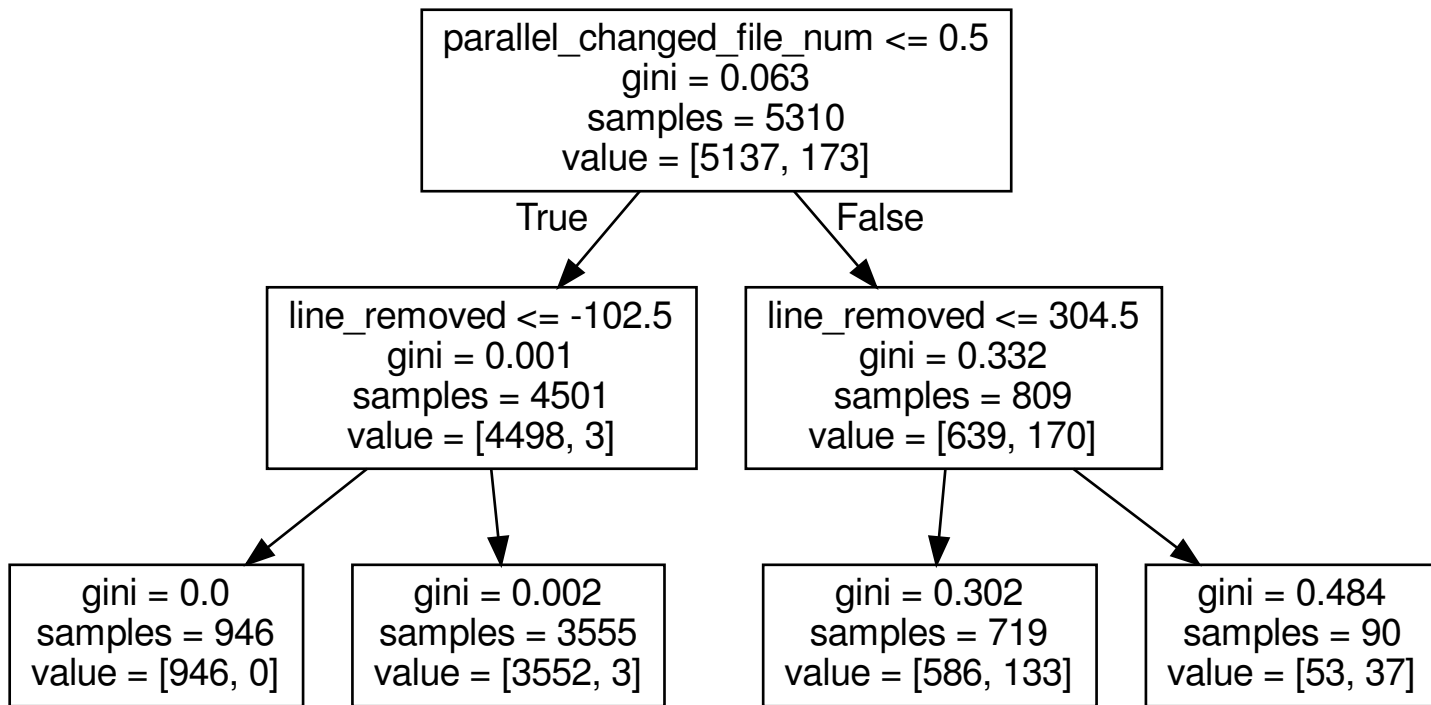 parallel_changed_file_num <= 0.5
gini = 0.063
samples = 5310
value = [5137, 173]
True
False
line_removed <= -102.5
gini = 0.001
samples = 4501
value = [4498, 3]
line_removed <= 304.5
gini = 0.332
samples = 809
value = [639, 170]
gini = 0.0
samples = 946
value = [946, 0]
gini = 0.002
samples = 3555
value = [3552, 3]
gini = 0.302
samples = 719
value = [586, 133]
gini = 0.484
samples = 90
value = [53, 37]